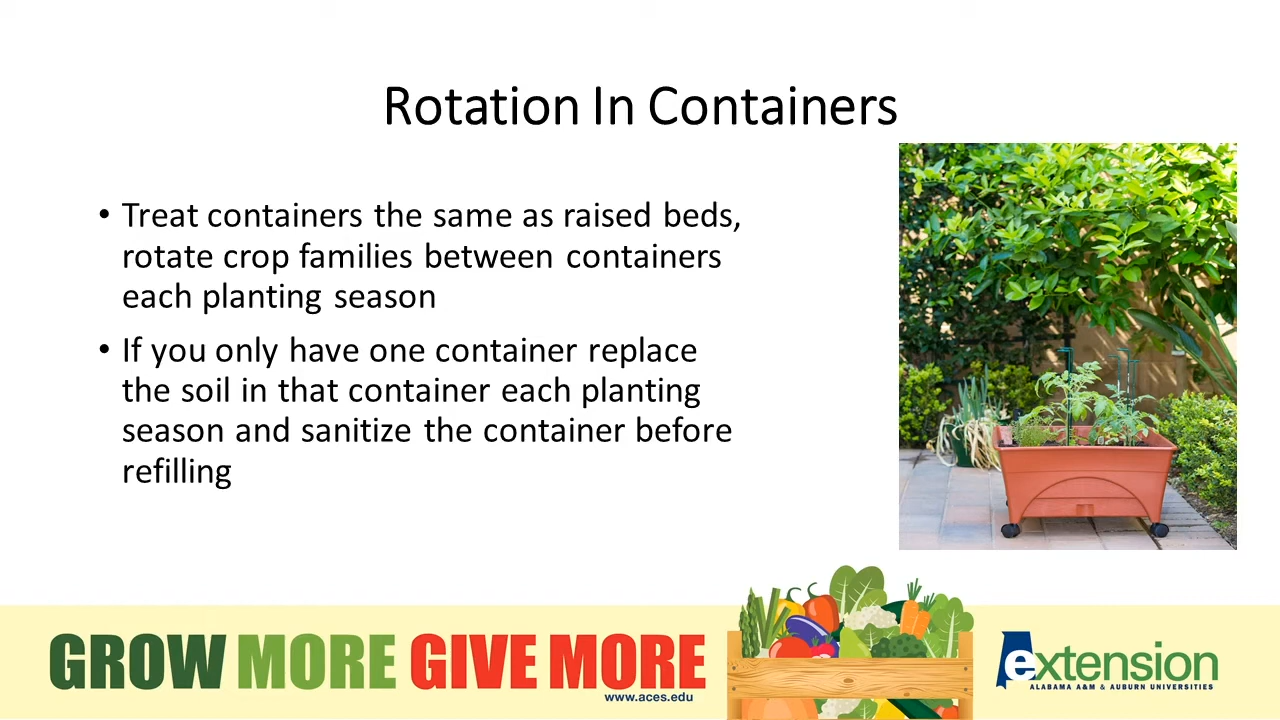 Rotation In Containers
• Treat containers the same as raised beds,
rotate crop families between containers
each planting season
• If you only have one container replace
the soil in that container each planting
season and sanitize the container before
refilling
GROW MORE GIVE MORE
www.aces.edu
extension
ALABAMA A&M & AUBURN UNIVERSITIES